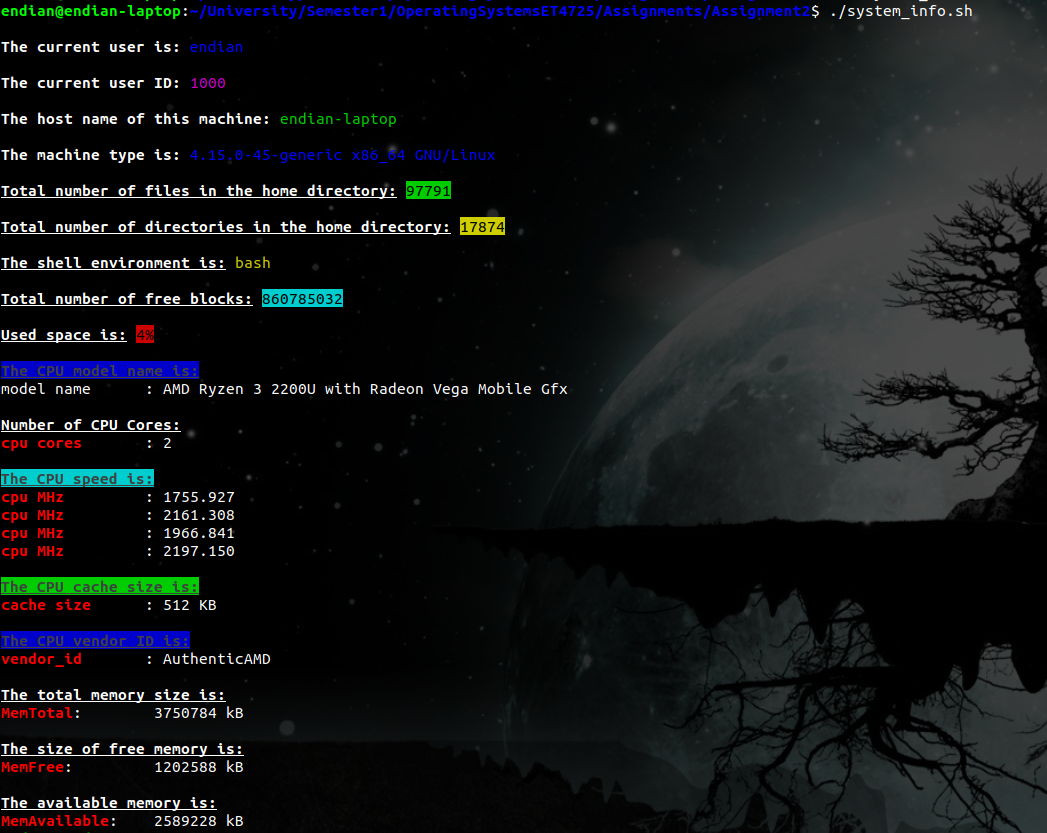 endian@endian-laptop:~/University/Semester1/OperatingSystemsET4725/Assignments/Assignment2$ ./system_info.sh
The current user is: endian
The current user ID: 1000
The host name of this machine: endian-laptop
The machine type is: 4.15.0-45-generic x86_64 GNU/Linux
Total number of files in the home directory: 97791
Total number of directories in the home directory: 17874
The shell environment is: bash
Total number of free blocks: 860785032
Used space is: 4%
The CPU model name is:
model name      : AMD Ryzen 3 2200U with Radeon Vega Mobile Gfx
Number of CPU Cores:
cpu cores       : 2
The CPU speed is:
cpu MHz         : 1755.927
cpu MHz         : 2161.308
cpu MHz         : 1966.841
cpu MHz         : 2197.150
The CPU cache size is:
cache size      : 512 KB
The CPU vendor ID is:
vendor_id       : AuthenticAMD
The total memory size is:
MemTotal:        3750784 kB
The size of free memory is:
MemFree:         1202588 kB
The available memory is:
MemAvailable:    2589228 kB